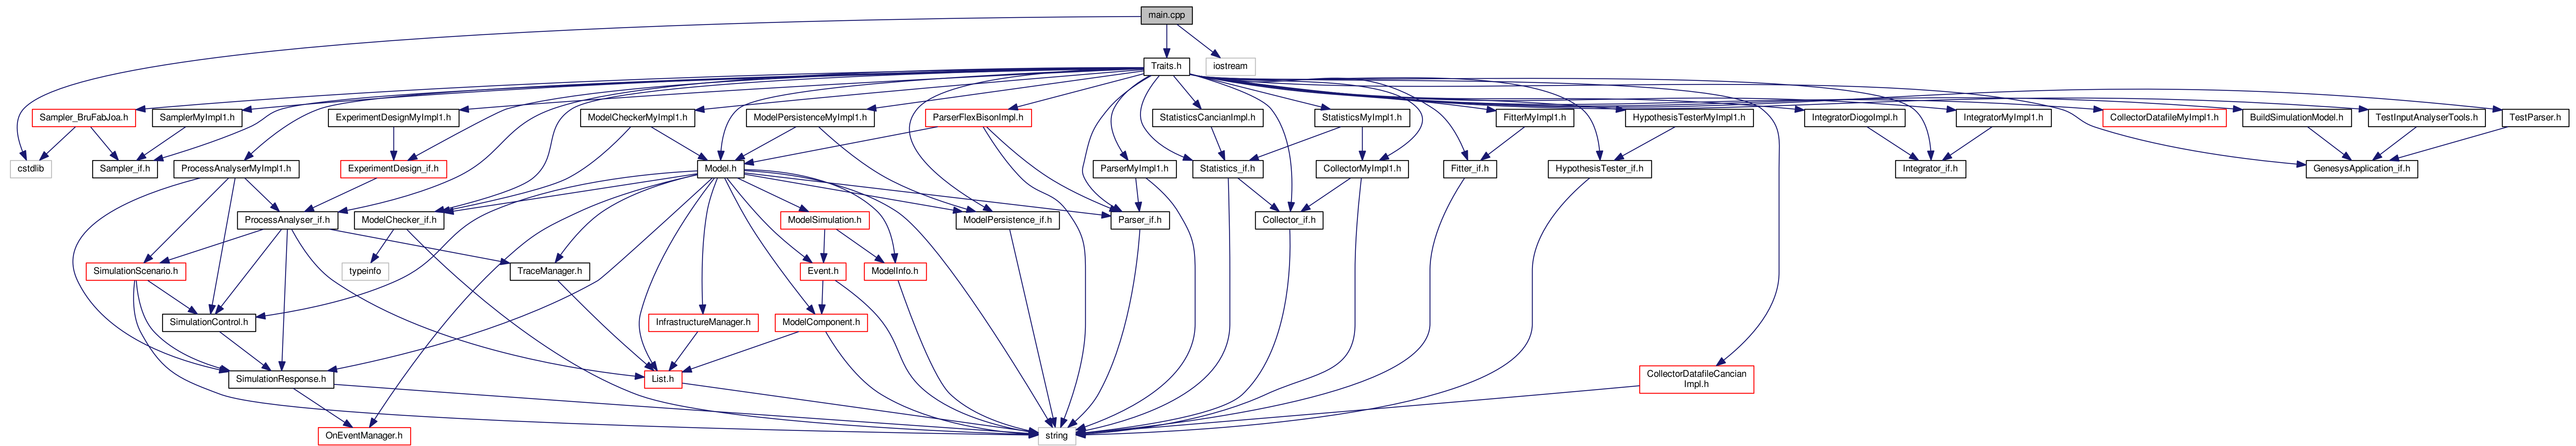 main.cpp
Traits.h
iostream
Sampler_BruFabJoa.h
SamplerMyImpl1.h
ExperimentDesignMyImpl1.h
ModelCheckerMyImpl1.h
ModelPersistenceMyImpl1.h
ParserFlexBisonImpl.h
StatisticsCancianImpl.h
StatisticsMyImpl1.h
FitterMyImpl1.h
HypothesisTesterMyImpl1.h
IntegratorDiogoImpl.h
IntegratorMyImpl1.h
CollectorDatafileMyImpl1.h
BuildSimulationModel.h
TestInputAnalyserTools.h
TestParser.h
cstdlib
Sampler_if.h
ProcessAnalyserMyImpl1.h
ExperimentDesign_if.h
Model.h
ParserMyImpl1.h
Statistics_if.h
CollectorMyImpl1.h
Fitter_if.h
HypothesisTester_if.h
Integrator_if.h
GenesysApplication_if.h
ProcessAnalyser_if.h
ModelChecker_if.h
ModelSimulation.h
ModelPersistence_if.h
Parser_if.h
Collector_if.h
SimulationScenario.h
typeinfo
TraceManager.h
Event.h
ModelInfo.h
SimulationControl.h
InfrastructureManager.h
ModelComponent.h
SimulationResponse.h
List.h
CollectorDatafileCancian
Impl.h
OnEventManager.h
string